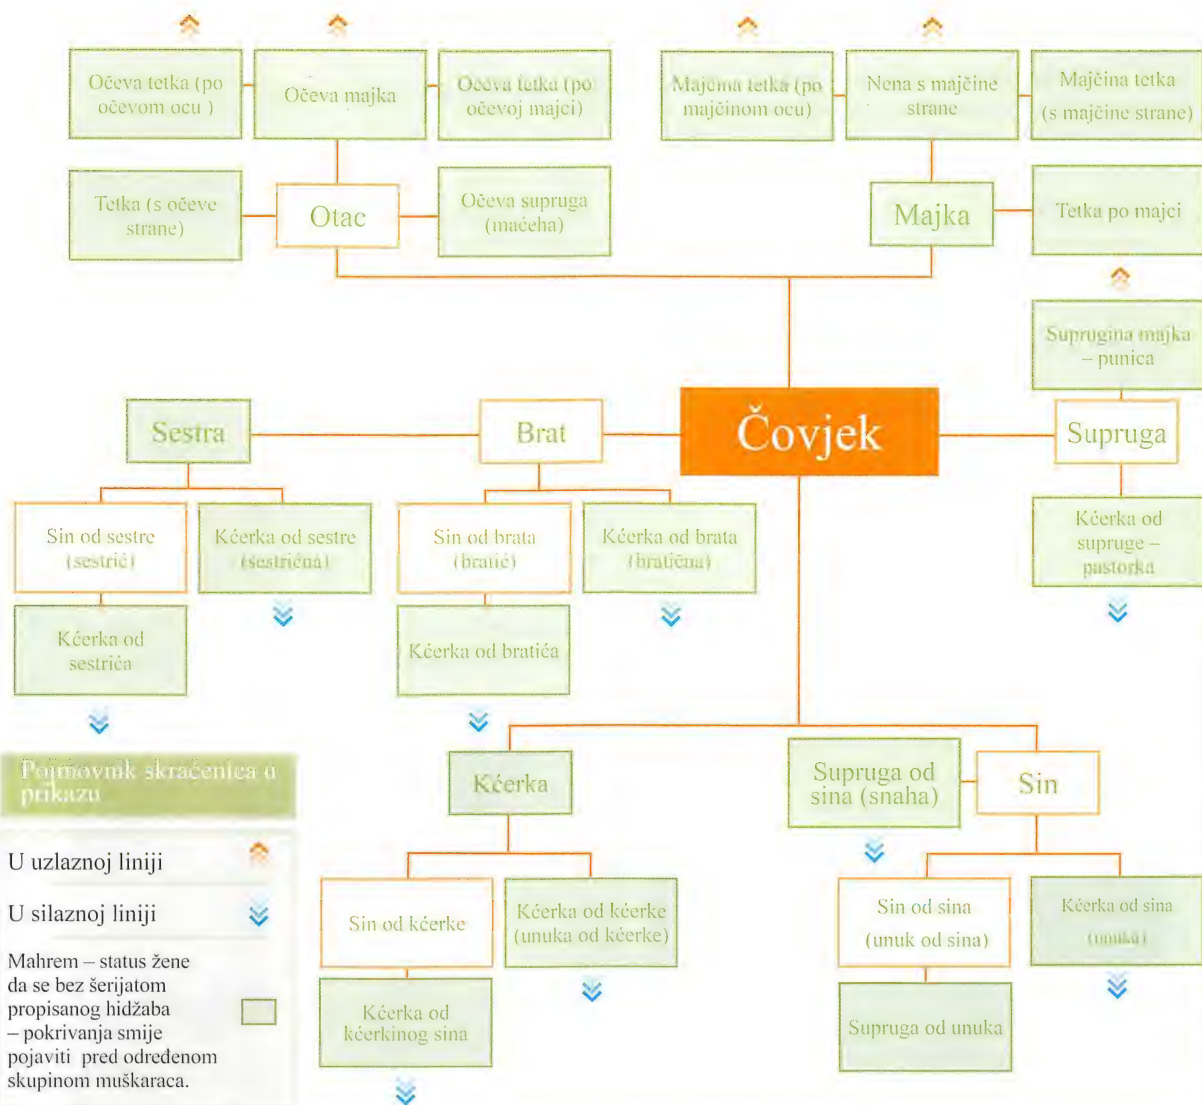 Očeva tetka (po
očevom ocu )
Očeva majka
Očeva tetka (po
očevoj majci)
Majčina tetka (po
majčinom ocu)
Nena s majčine
strane
Majčina tetka
(s majčine strane)
Tetka (s očeve
strane)
Otac
Očeva supruga
(maćeha)
Majka
Tetka po majci
Suprugina majka
– punica
Sestra
Brat
Čovjek
Supruga
Sin od sestre
(sestrić)
Kćerka od sestre
(sestrična)
Sin od brata
(bratić)
Kćerka od brata
(bratična)
Kćerka od
supruge –
pastorka
Kćerka od
sestrića
Kćerka od bratića
Kćerka
Supruga od
sina (snaha)
Sin
Sin od kćerke
Kćerka od kćerke
(unuka od kćerke)
Sin od sina
(unuk od sina)
Kćerka od sina
(unuka)
Kćerka od
kćerkinog sina
Supruga od unuka
Pojmovnik skraćenica u
prikazu
U uzlaznoj liniji
U silaznoj liniji
Mahrem – status žene
da se bez šerijatom
propisanog hidžaba
– pokrivanja smije
pojaviti pred određenom
skupinom muškaraca.